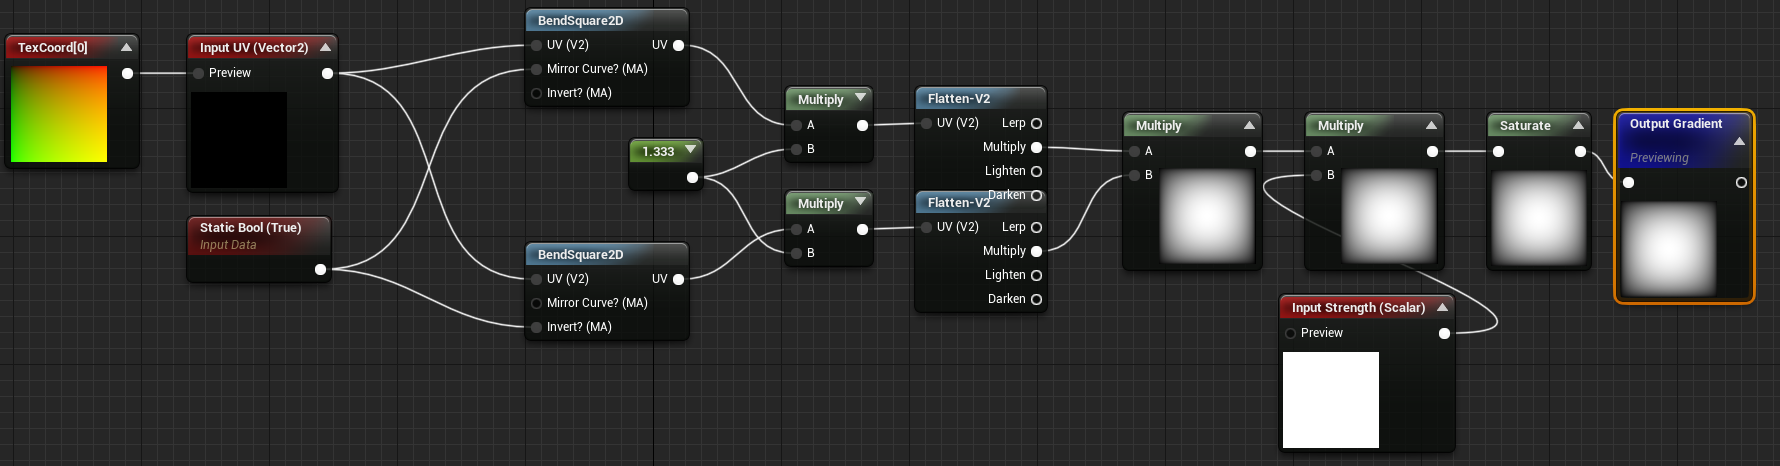 TexCoord[0]
Input UV (Vector2)
Preview
Static Bool (True)
Input Data
BendSquare2D
UV (V2) UV
Mirror Curve? (MA)
Invert? (MA)
1.333
BendSquare2D
UV (V2) UV
Mirror Curve? (MA)
Invert? (MA)
Multiply
A
B
Multiply
A
B
Flatten-V2
UV (V2) Lerp
Multiply
Lighten
Darken
Flatten-V2
UV (V2) Lerp
Multiply
Lighten
Darken
Multiply
A
B
Multiply
A
B
Input Strength (Scalar)
Preview
Saturate
Output Gradient
Previewing